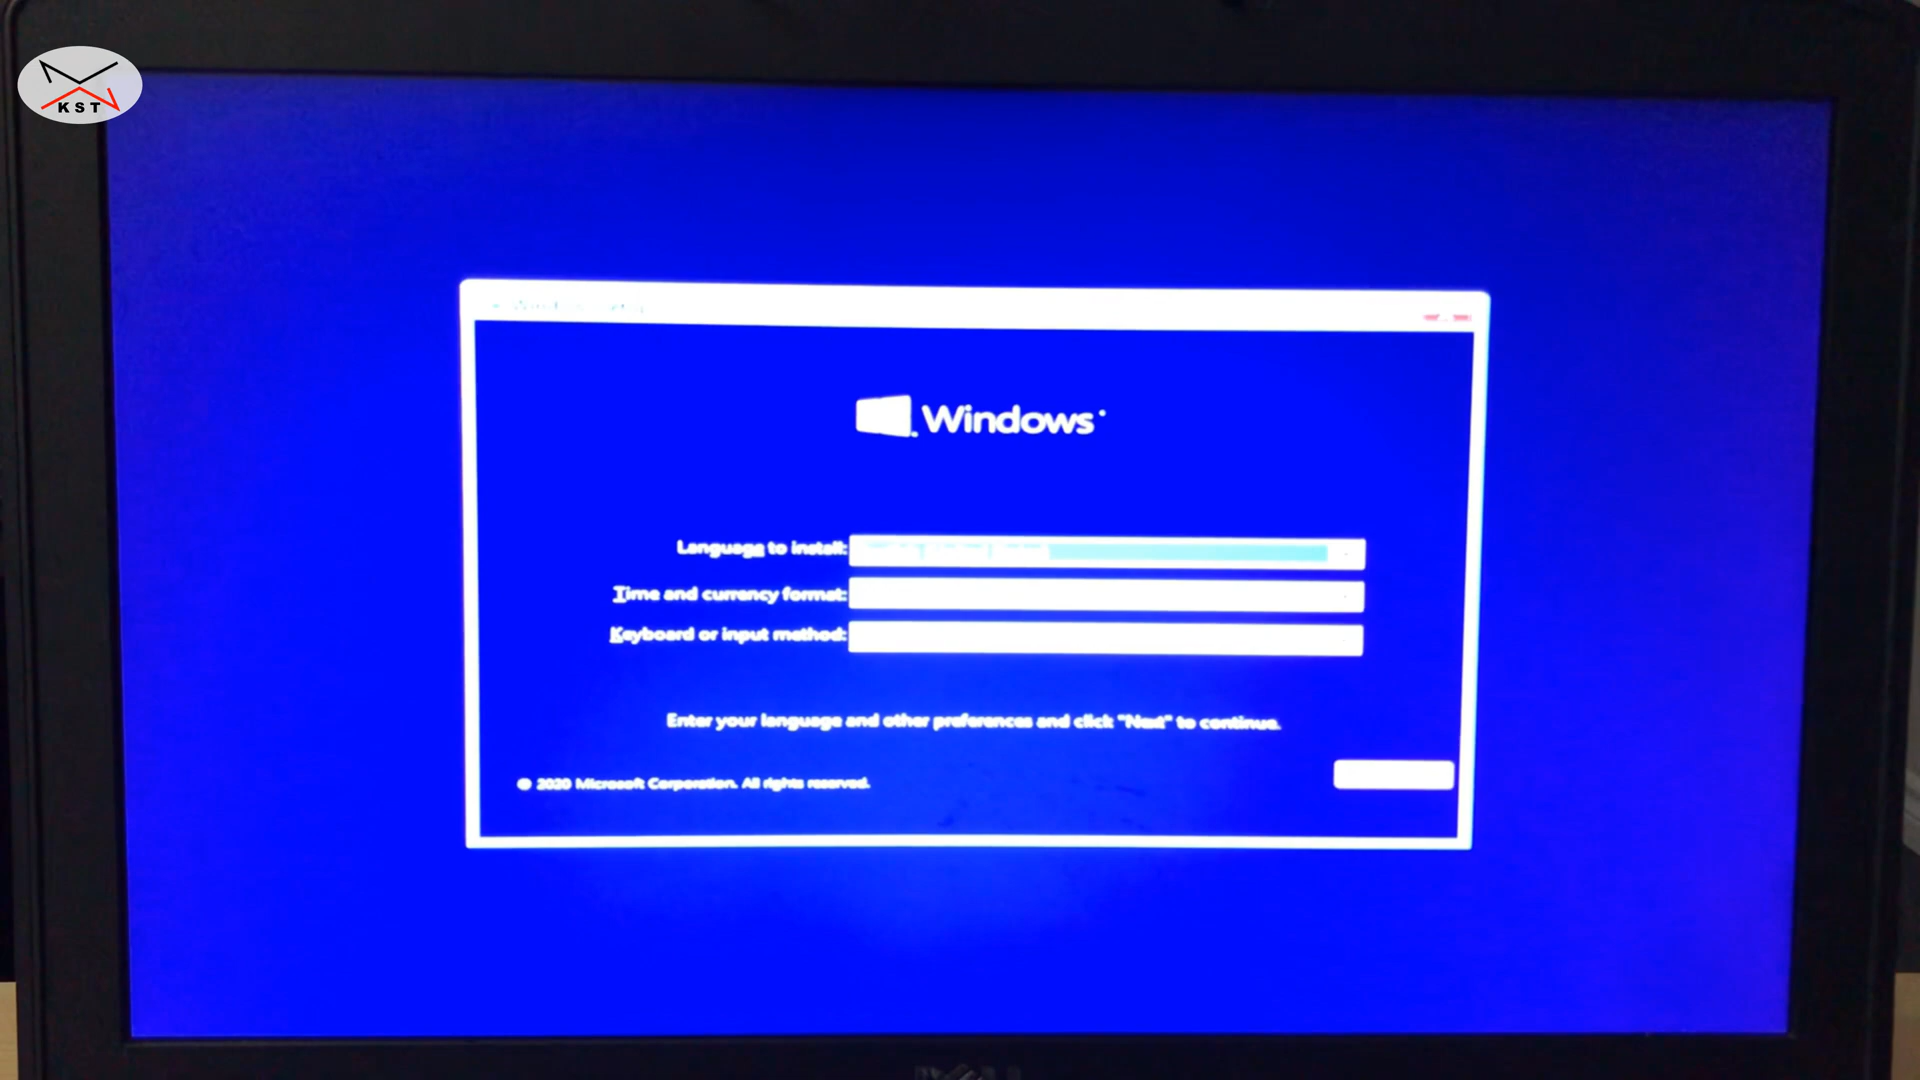 KST
Windows
Language to install:
Time and currency format:
Keyboard or input method:
Enter your language and other preferences and click "Next" to continue.
© 2020 Microsoft Corporation. All rights reserved.